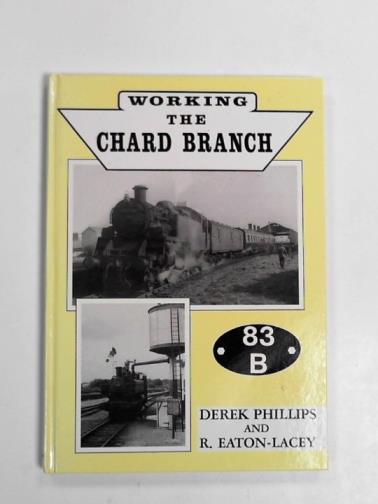 WORKING
THE
CHARD BRANCH
83
B
DEREK PHILLIPS
AND
R. EATON-LACEY